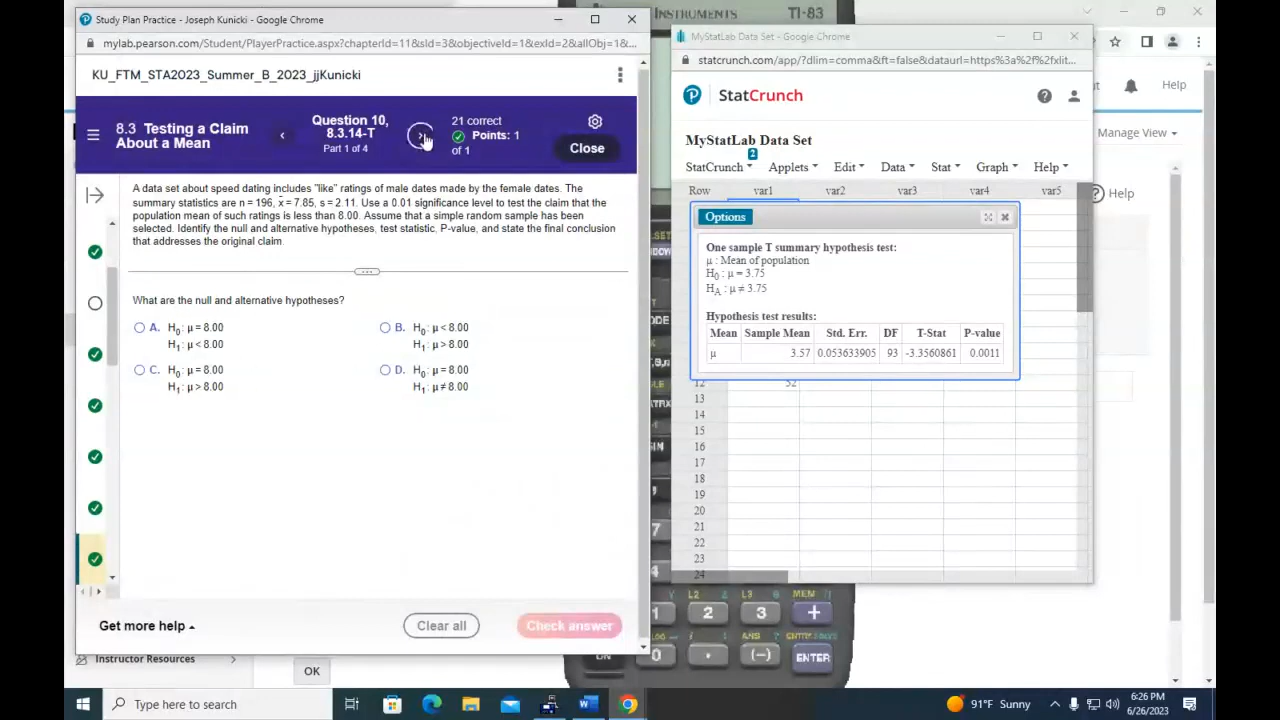 Study Plan Practice - Joseph Kunicki - Google Chrome
mylab.pearson.com/Student/PlayerPractice.aspx?chapterId=11&sId=3&objectiveId=1&exId=2&allObj=1&...
KU_FTM_STA2023_Summer_B_2023_jjKunicki
8.3 Testing a Claim
About a Mean
Question 10,
8.3.14-T
Part 1 of 4
21 correct
Points: 1
of 1
Close
A data set about speed dating includes "like" ratings of male dates made by the female dates. The
summary statistics are n = 196, x̄ = 7.85, s = 2.11. Use a 0.01 significance level to test the claim that the
population mean of such ratings is less than 8.00. Assume that a simple random sample has been
selected. Identify the null and alternative hypotheses, test statistic, P-value, and state the final conclusion
that addresses the original claim.
What are the null and alternative hypotheses?
A. H0: μ = 8.00
H1: μ < 8.00
B. H0: μ < 8.00
H1: μ > 8.00
C. H0: μ = 8.00
H1: μ > 8.00
D. H0: μ = 8.00
H1: μ ≠ 8.00
Get more help
Clear all
Check answer
Instructor Resources
OK
INSTRUMENTS TI-83
MyStatLab Data Set - Google Chrome
statcrunch.com/app/?dlim=comma&ft=false&dataurl=https%3a%2f%2fxlit...
StatCrunch
MyStatLab Data Set
2
StatCrunch Applets Edit Data Stat Graph Help
Row var1 var2 var3 var4 var5
Options
One sample T summary hypothesis test:
μ : Mean of population
H0 : μ = 3.75
HA : μ ≠ 3.75
Hypothesis test results:
Mean Sample Mean Std. Err. DF T-Stat P-value
μ 3.57 0.053633905 93 -3.3560861 0.0011
12 52
13
14
15
16
17
18
19
20
21
22
23
24
Help
Manage View
Help
L2 L3 MEM
1 2 3 +
ANS
0 . (-) ENTER
Type here to search
91°F Sunny
6:26 PM
6/26/2023